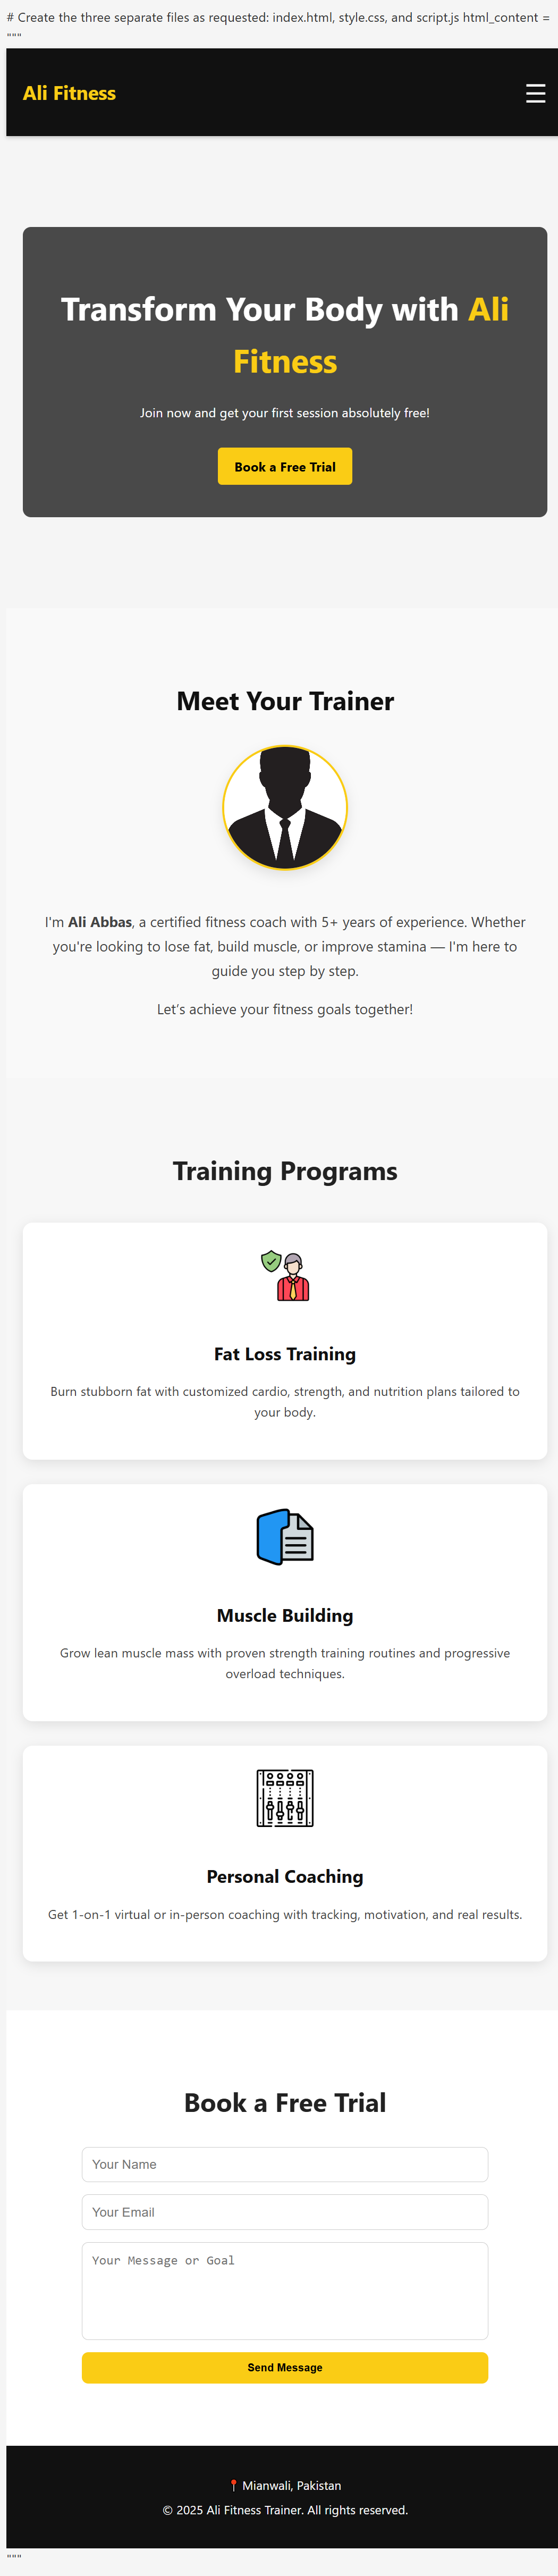 # Create the three separate files as requested: index.html, style.css, and script.js html_content =
"""
Ali Fitness
☰
Transform Your Body with Ali
Fitness
Join now and get your first session absolutely free!
Book a Free Trial
Meet Your Trainer
I'm Ali Abbas, a certified fitness coach with 5+ years of experience. Whether
you're looking to lose fat, build muscle, or improve stamina — I'm here to
guide you step by step.
Let’s achieve your fitness goals together!
Training Programs
Fat Loss Training
Burn stubborn fat with customized cardio, strength, and nutrition plans tailored to
your body.
Muscle Building
Grow lean muscle mass with proven strength training routines and progressive
overload techniques.
Personal Coaching
Get 1-on-1 virtual or in-person coaching with tracking, motivation, and real results.
Book a Free Trial
Your Name
Your Email
Your Message or Goal
Send Message
📍 Mianwali, Pakistan
© 2025 Ali Fitness Trainer. All rights reserved.
"""